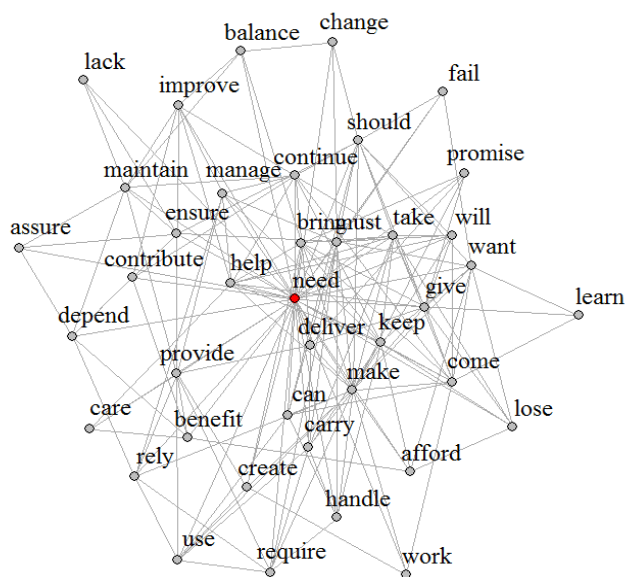 balance
change
lack
improve
fail
should
maintain
manage
continue
promise
assure
ensure
must
take
will
contribute
help
want
need
give
learn
depend
deliver
keep
provide
make
come
care
benefit
can
carry
lose
rely
create
afford
handle
use
require
work